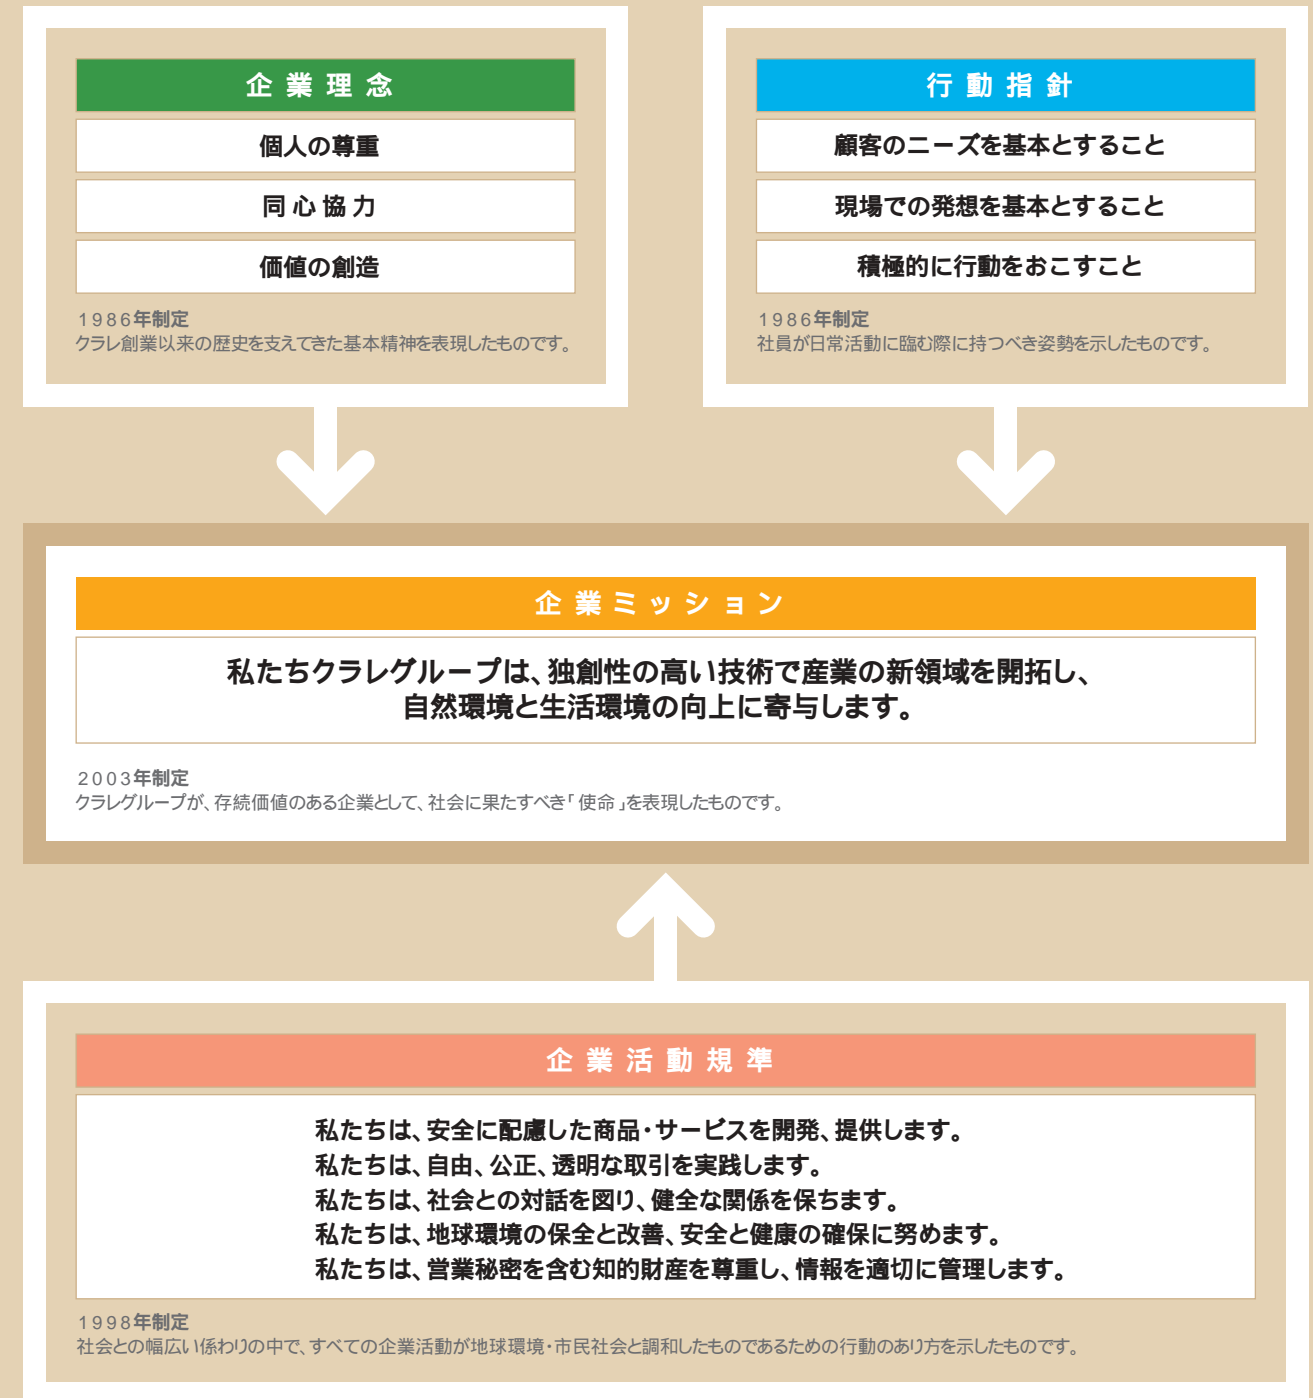 企業理念
個人の尊重
同心協力
価値の創造
1986年制定
クラレ創業以来の歴史を支えてきた基本精神を表現したものです。
行動指針
顧客のニーズを基本とすること
現場での発想を基本とすること
積極的に行動をおこすこと
1986年制定
社員が日常活動に臨む際に持つべき姿勢を示したものです。
企業ミッション
私たちクラレグループは、独創性の高い技術で産業の新領域を開拓し、
自然環境と生活環境の向上に寄与します。
2003年制定
クラレグループが、存続価値のある企業として、社会に果たすべき「使命」を表現したものです。
企業活動規準
私たちは、安全に配慮した商品・サービスを開発、提供します。
私たちは、自由、公正、透明な取引を実践します。
私たちは、社会との対話を図り、健全な関係を保ちます。
私たちは、地球環境の保全と改善、安全と健康の確保に努めます。
私たちは、営業秘密を含む知的財産を尊重し、情報を適切に管理します。
1998年制定
社会との幅広い係わりの中で、すべての企業活動が地球環境・市民社会と調和したものであるための行動のあり方を示したものです。